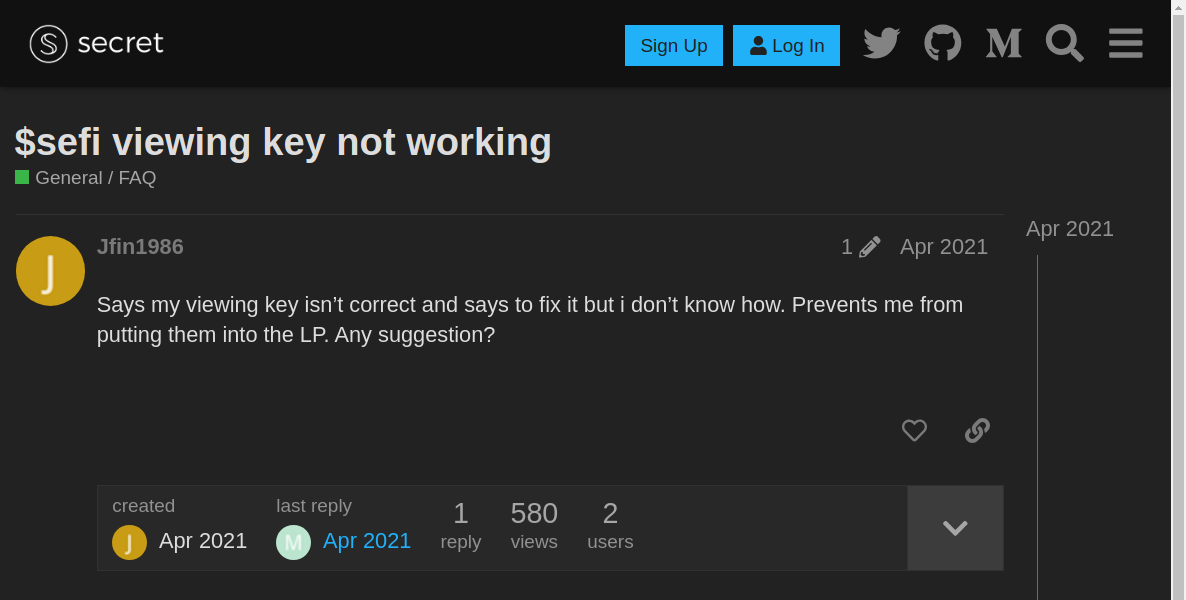 secret
Sign Up
Log In
$sefi viewing key not working
General / FAQ
Apr 2021
J
Jfin1986
1
Apr 2021
Says my viewing key isn’t correct and says to fix it but i don’t know how. Prevents me from
putting them into the LP. Any suggestion?
created
J
Apr 2021
last reply
M
Apr 2021
1
reply
580
views
2
users